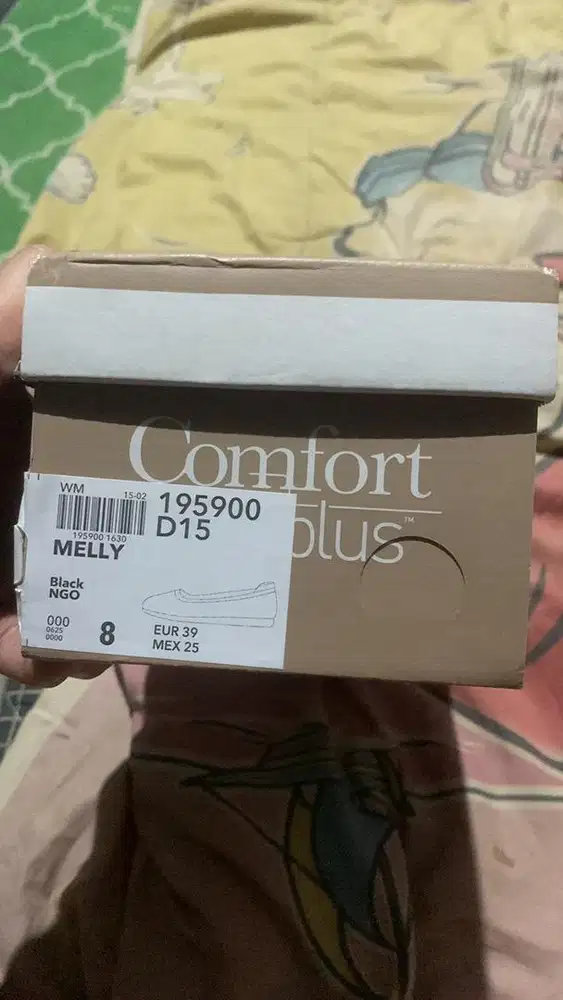 Comfort
plus™
WM
15-02
195900
D15
195900 1630
MELLY
Black
NGO
000
0625
0000
8
EUR 39
MEX 25